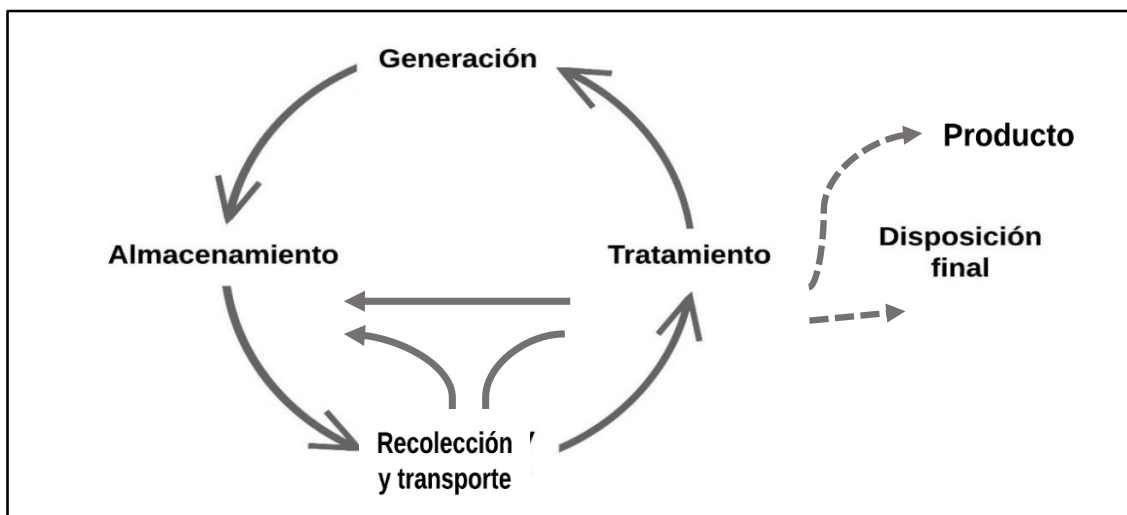 Generación
Producto
Almacenamiento
Tratamiento
Disposición
final
Recolección
y transporte